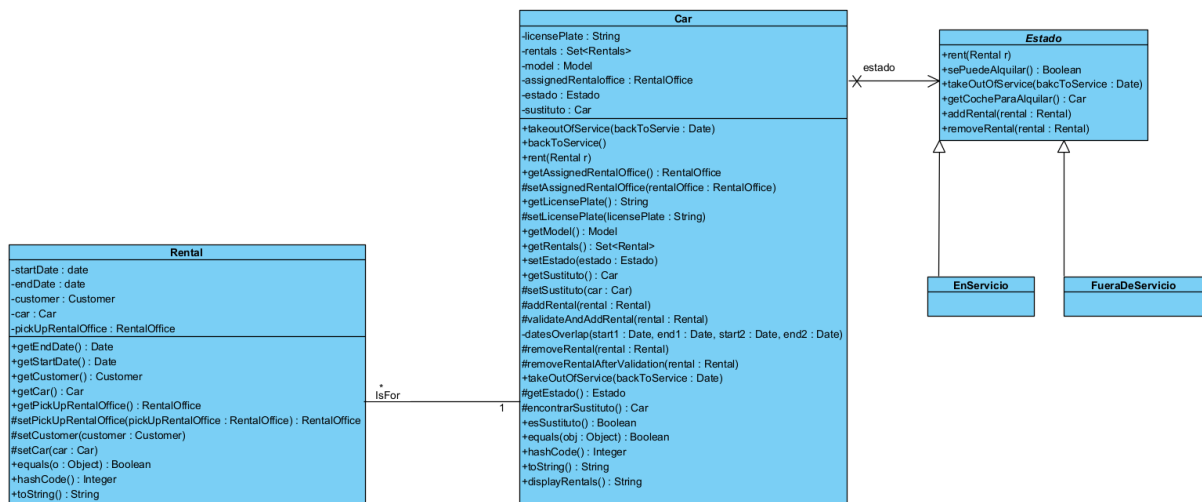 Car
-licensePlate : String
-rentals : Set<Rentals>
-model : Model
-assignedRentaloffice : RentalOffice
-estado : Estado
-sustituto : Car
+takeoutOfService(backToServie : Date)
+backToService()
+rent(Rental r)
+getAssignedRentalOffice() : RentalOffice
#setAssignedRentalOffice(rentalOffice : RentalOffice)
+getLicensePlate() : String
#setLicensePlate(licensePlate : String)
+getModel() : Model
+getRentals() : Set<Rental>
+setEstado(estado : Estado)
+getSustituto() : Car
#setSustituto(car : Car)
#addRental(rental : Rental)
#validateAndAddRental(rental : Rental)
-datesOverlap(start1 : Date, end1 : Date, start2 : Date, end2 : Date)
#removeRental(rental : Rental)
#removeRentalAfterValidation(rental : Rental)
+takeOutOfService(backToService : Date)
#getEstado() : Estado
#encontrarSustituto() : Car
+esSustituto() : Boolean
+equals(obj : Object) : Boolean
+hashCode() : Integer
+toString() : String
+displayRentals() : String
estado
Estado
+rent(Rental r)
+sePuedeAlquilar() : Boolean
+takeOutOfService(bakcToService : Date)
+getCocheParaAlquilar() : Car
+addRental(rental : Rental)
+removeRental(rental : Rental)
EnServicio
FueraDeServicio
Rental
-startDate : date
-endDate : date
-customer : Customer
-car : Car
-pickUpRentalOffice : RentalOffice
+getEndDate() : Date
+getStartDate() : Date
+getCustomer() : Customer
+getCar() : Car
+getPickUpRentalOffice() : RentalOffice
#setPickUpRentalOffice(pickUpRentalOffice : RentalOffice) : RentalOffice
#setCustomer(customer : Customer)
#setCar(car : Car)
+equals(o : Object) : Boolean
+hashCode() : Integer
+toString() : String
*
IsFor
1